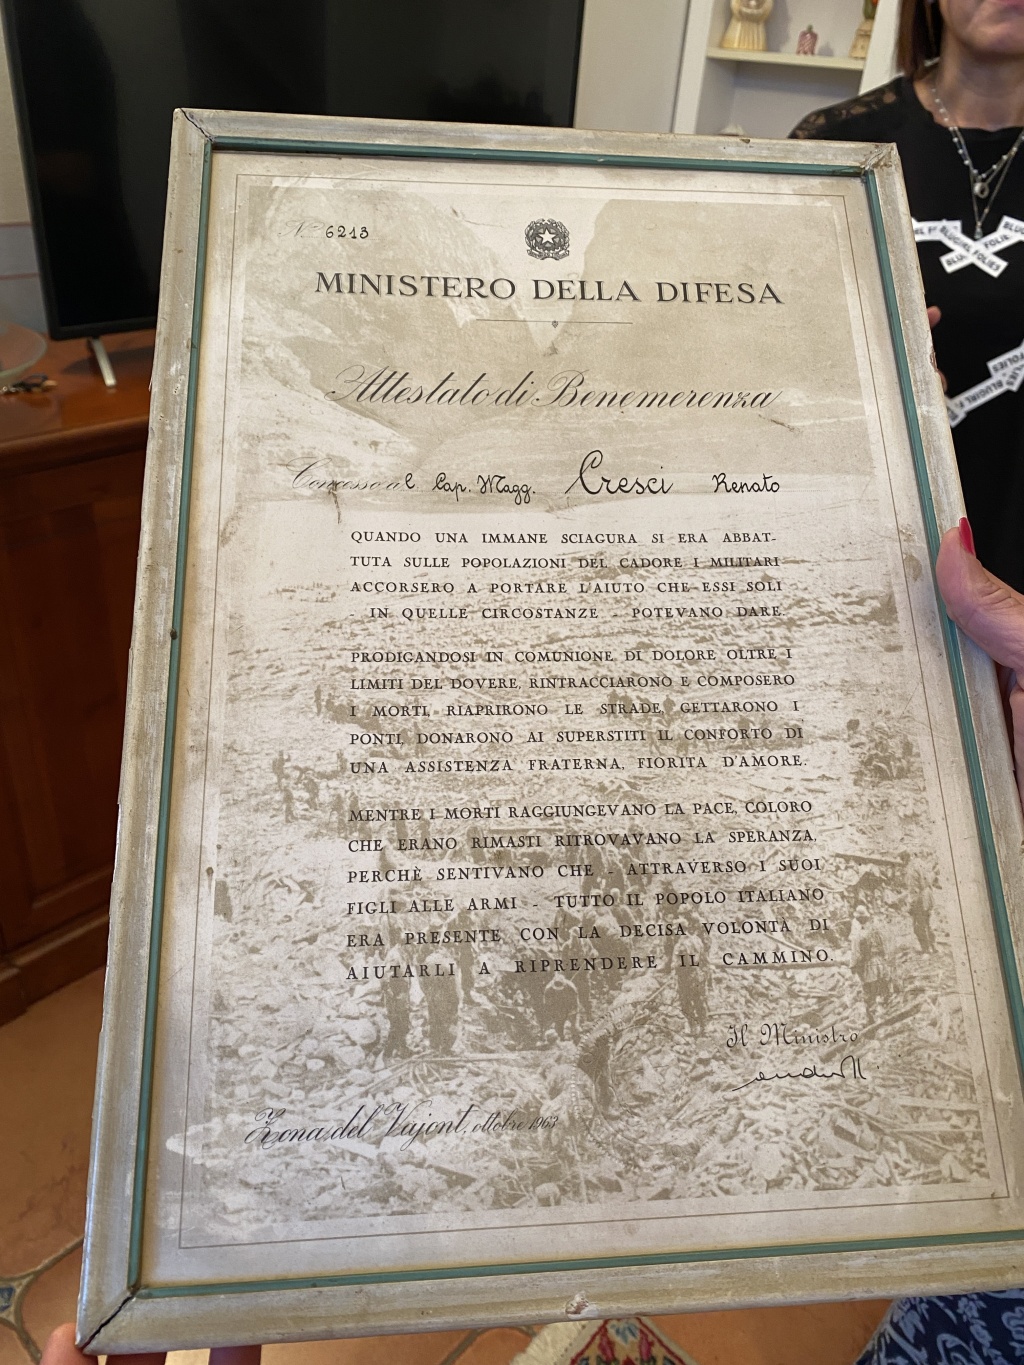 N. 6213
MINISTERO DELLA DIFESA
Attestato di Benemerenza
Concesso al Cap. Magg. Cresci Renato
QUANDO UNA IMMANE SCIAGURA SI ERA ABBAT-
TUTA SULLE POPOLAZIONI DEL CADORE I MILITARI
ACCORSERO A PORTARE L'AIUTO CHE ESSI SOLI
- IN QUELLE CIRCOSTANZE - POTEVANO DARE.
PRODIGANDOSI IN COMUNIONE DI DOLORE OLTRE I
LIMITI DEL DOVERE, RINTRACCIARONO E COMPOSERO
I MORTI, RIAPRIRONO LE STRADE, GETTARONO I
PONTI, DONARONO AI SUPERSTITI IL CONFORTO DI
UNA ASSISTENZA FRATERNA, FIORITA D'AMORE.
MENTRE I MORTI RAGGIUNGEVANO LA PACE, COLORO
CHE ERANO RIMASTI RITROVAVANO LA SPERANZA,
PERCHÈ SENTIVANO CHE - ATTRAVERSO I SUOI
FIGLI ALLE ARMI - TUTTO IL POPOLO ITALIANO
ERA PRESENTE CON LA DECISA VOLONTA DI
AIUTARLI A RIPRENDERE IL CAMMINO.
Il Ministro
Zona del Vajont, ottobre 1963
BLUGIRL FOLIES
FOLIES
BLUGIRL